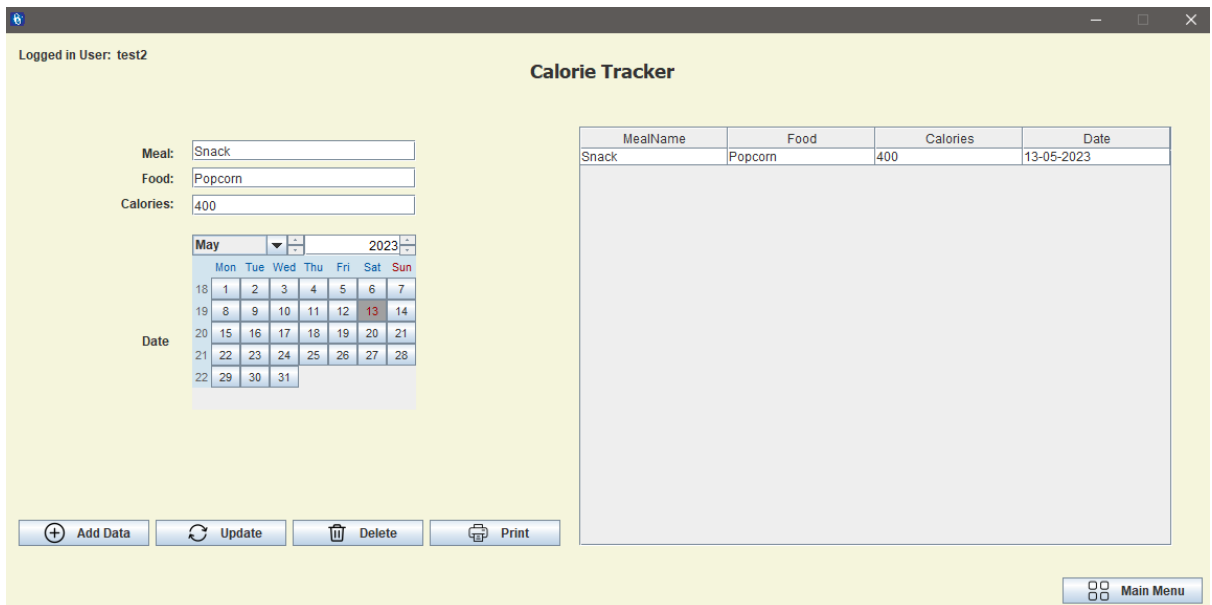 Logged in User: test2
Calorie Tracker
Meal: Snack
Food: Popcorn
Calories: 400
May 2023
Mon Tue Wed Thu Fri Sat Sun
18 1 2 3 4 5 6 7
19 8 9 10 11 12 13 14
20 15 16 17 18 19 20 21
21 22 23 24 25 26 27 28
22 29 30 31
Date
MealName Food Calories Date
Snack Popcorn 400 13-05-2023
Add Data Update Delete Print
Main Menu